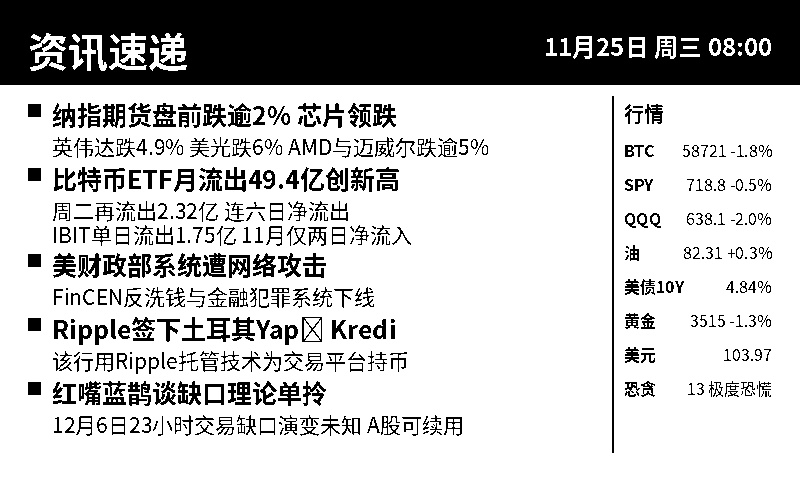 资讯速递
11月25日 周三 08:00
■ 纳指期货盘前跌逾2% 芯片领跌
英伟达跌4.9% 美光跌6% AMD与迈威尔跌逾5%
■ 比特币ETF月流出49.4亿创新高
周二再流出2.32亿 连六日净流出
IBIT单日流出1.75亿 11月仅两日净流入
■ 美财政部系统遭网络攻击
FinCEN反洗钱与金融犯罪系统下线
■ Ripple签下土耳其Yap☒ Kredi
该行用Ripple托管技术为交易平台持币
■ 红嘴蓝鹊谈缺口理论单拎
12月6日23小时交易缺口演变未知 A股可续用
行情
BTC 58721 -1.8%
SPY 718.8 -0.5%
QQQ 638.1 -2.0%
油 82.31 +0.3%
美债10Y 4.84%
黄金 3515 -1.3%
美元 103.97
恐贪 13 极度恐慌